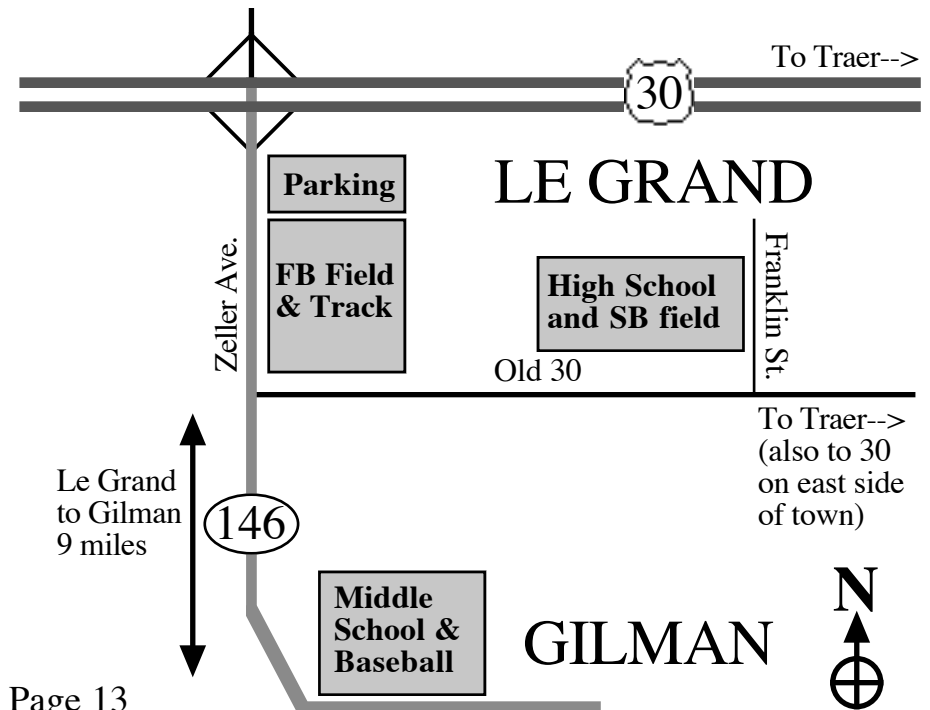 To Traer-->
30
Parking
LE GRAND
Zeller Ave.
FB Field
& Track
High School
and SB field
Franklin St.
Old 30
To Traer-->
(also to 30
on east side
of town)
Le Grand
to Gilman
9 miles
146
Middle
School &
Baseball
GILMAN
N
Page 13